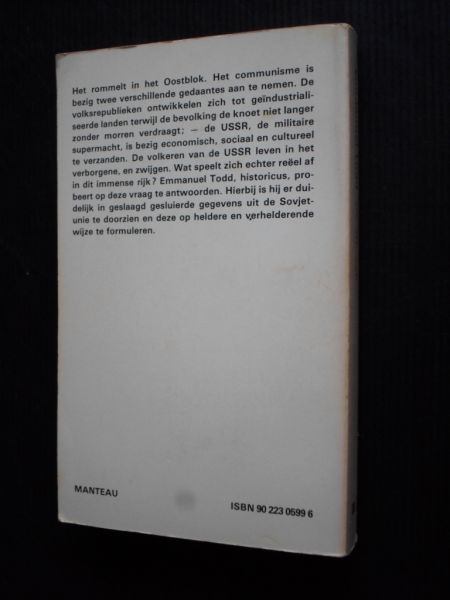 Het rommelt in het Oostblok. Het communisme is
bezig twee verschillende gedaantes aan te nemen. De
volksrepublieken ontwikkelen zich tot geïndustriali-
seerde landen terwijl de bevolking de knoet niet langer
zonder morren verdraagt; — de USSR, de militaire
supermacht, is bezig economisch, sociaal en cultureel
te verzanden. De volkeren van de USSR leven in het
verborgene, en zwijgen. Wat speelt zich echter reëel af
in dit immense rijk? Emmanuel Todd, historicus, pro-
beert op deze vraag te antwoorden. Hierbij is hij er dui-
delijk in geslaagd gesluierde gegevens uit de Sovjet-
unie te doorzien en deze op heldere en verhelderende
wijze te formuleren.
MANTEAU
ISBN 90 223 0599 6